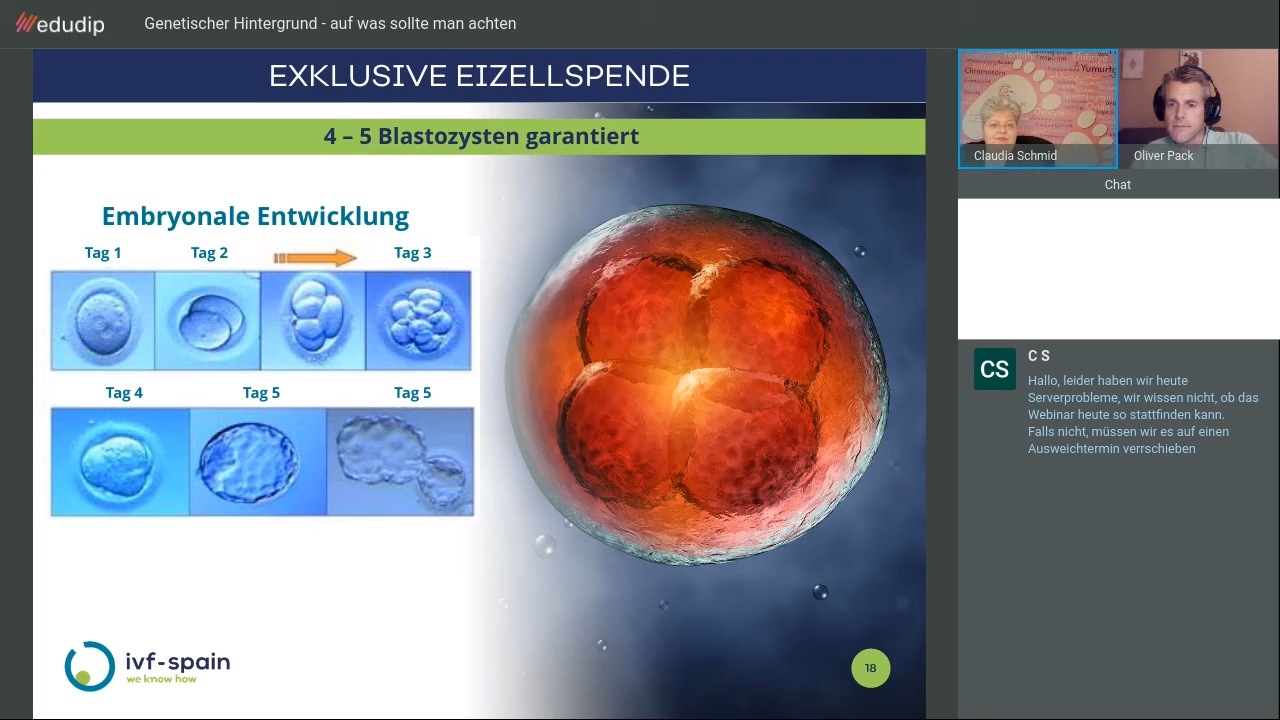 edudip
Genetischer Hintergrund - auf was sollte man achten
EXKLUSIVE EIZELLSPENDE
4 – 5 Blastozysten garantiert
Embryonale Entwicklung
Tag 1
Tag 2
Tag 3
Tag 4
Tag 5
Tag 5
ivf-spain
we know how
18
Chromosom
Yumurta
Claudia Schmid
Oliver Pack
Chat
CS
C S
Hallo, leider haben wir heute
Serverprobleme, wir wissen nicht, ob das
Webinar heute so stattfinden kann.
Falls nicht, müssen wir es auf einen
Ausweichtermin verrschieben